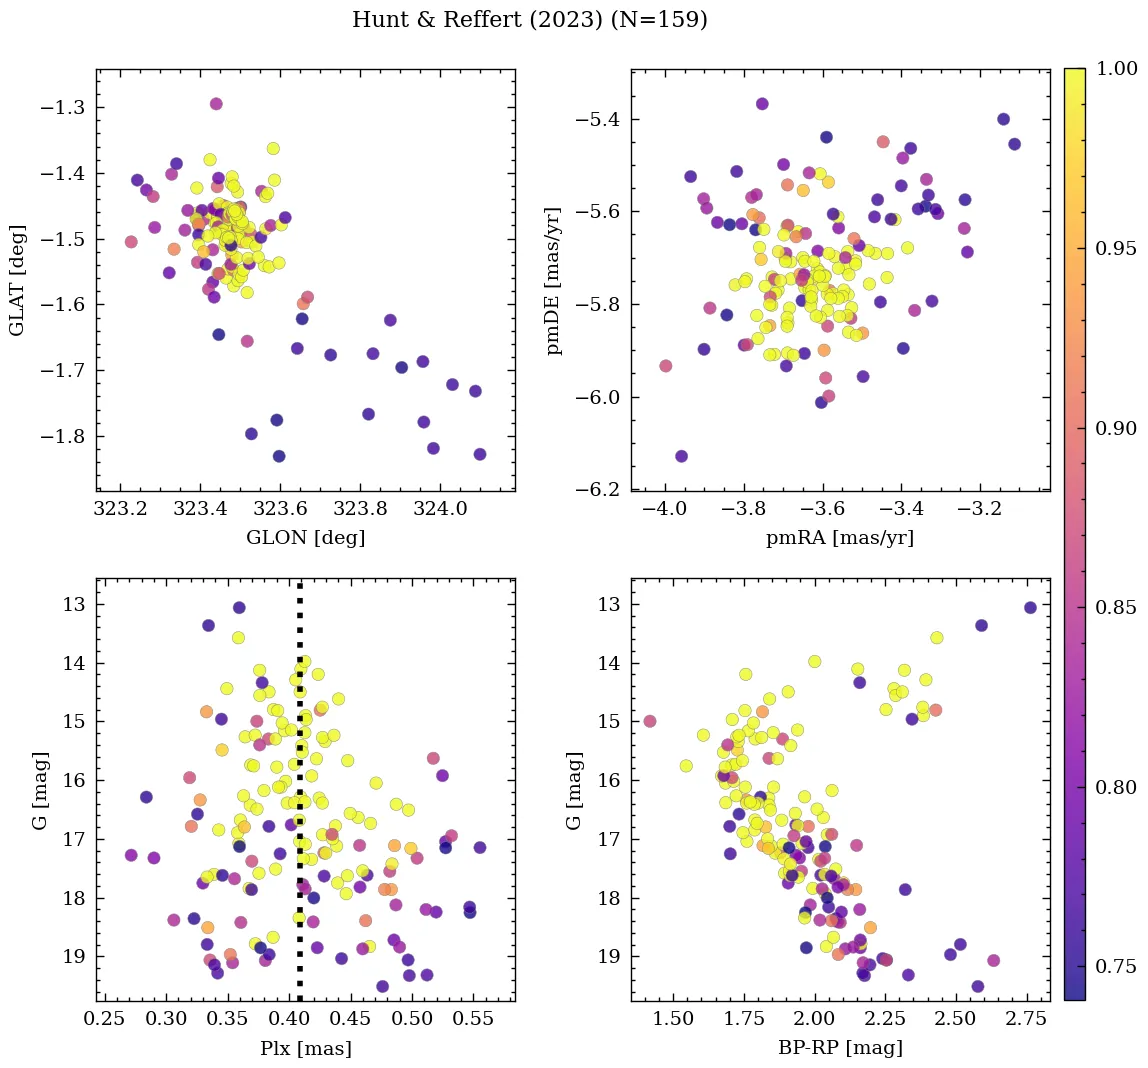 Hunt & Reffert (2023) (N=159)
−1.3
−1.4
−1.5
−1.6
−1.7
−1.8
GLAT [deg]
323.2 323.4 323.6 323.8 324.0
GLON [deg]
−5.4
−5.6
−5.8
−6.0
−6.2
pmDE [mas/yr]
−4.0 −3.8 −3.6 −3.4 −3.2
pmRA [mas/yr]
1.00
0.95
0.90
0.85
0.80
0.75
13
14
15
16
17
18
19
G [mag]
0.25 0.30 0.35 0.40 0.45 0.50 0.55
Plx [mas]
13
14
15
16
17
18
19
G [mag]
1.50 1.75 2.00 2.25 2.50 2.75
BP-RP [mag]